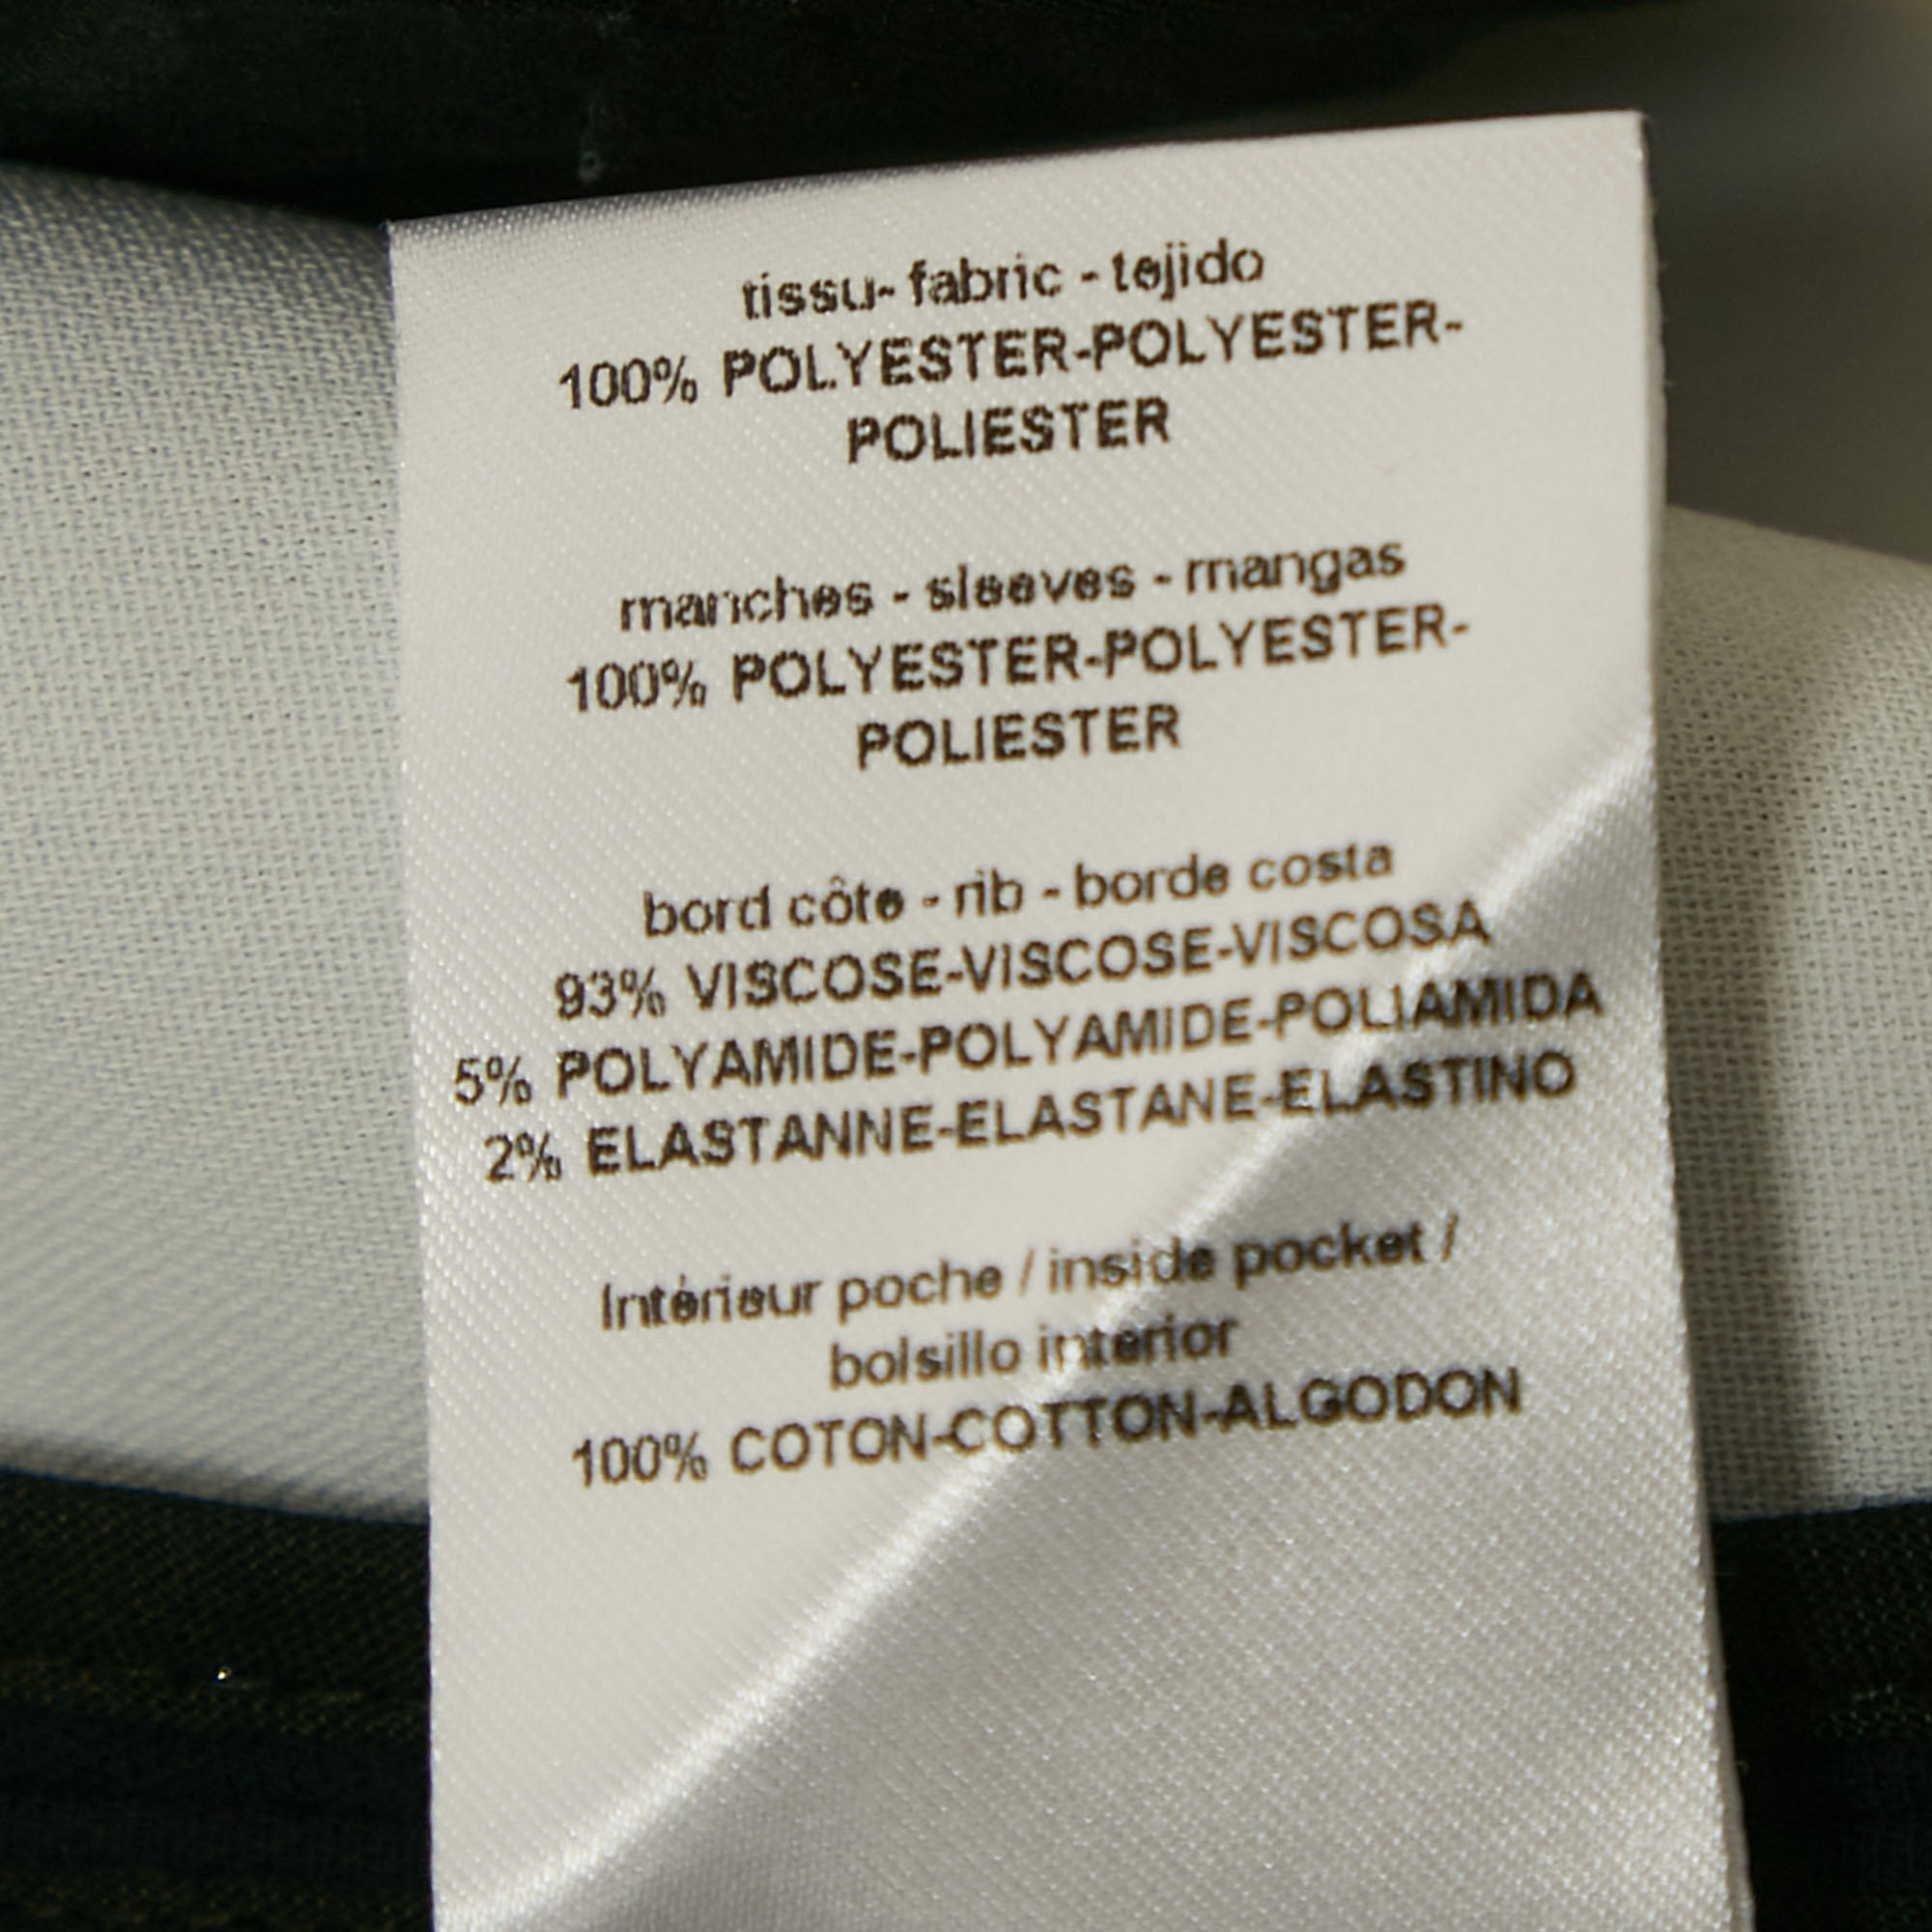 tissu- fabric - tejido
100% POLYESTER-POLYESTER-
POLIESTER
manches - sleeves - mangas
100% POLYESTER-POLYESTER-
POLIESTER
bord côte - rib - borde costa
93% VISCOSE-VISCOSE-VISCOSA
5% POLYAMIDE-POLYAMIDE-POLIAMIDA
2% ELASTANNE-ELASTANE-ELASTINO
Intérieur poche / inside pocket /
bolsillo interior
100% COTON-COTTON-ALGODON